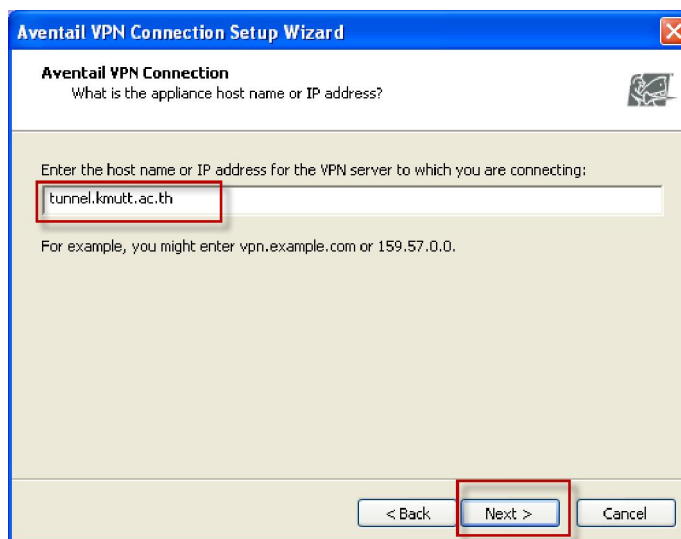 Aventail VPN Connection Setup Wizard
Aventail VPN Connection
What is the appliance host name or IP address?
Enter the host name or IP address for the VPN server to which you are connecting:
tunnel.kmutt.ac.th
For example, you might enter vpn.example.com or 159.57.0.0.
< Back Next > Cancel